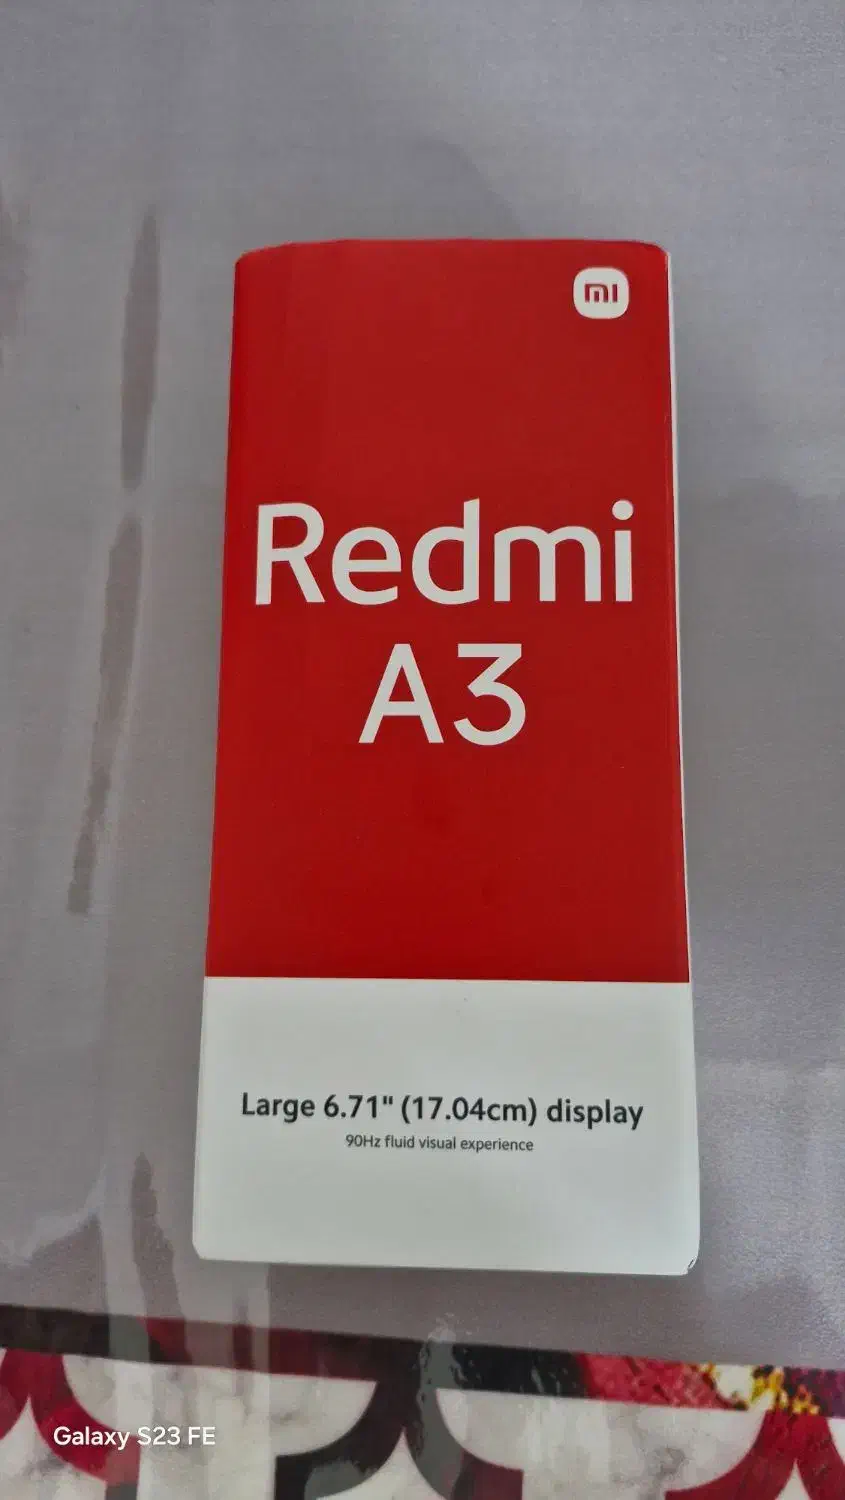 mi
Redmi
A3
Large 6.71" (17.04cm) display
90Hz fluid visual experience
Galaxy S23 FE